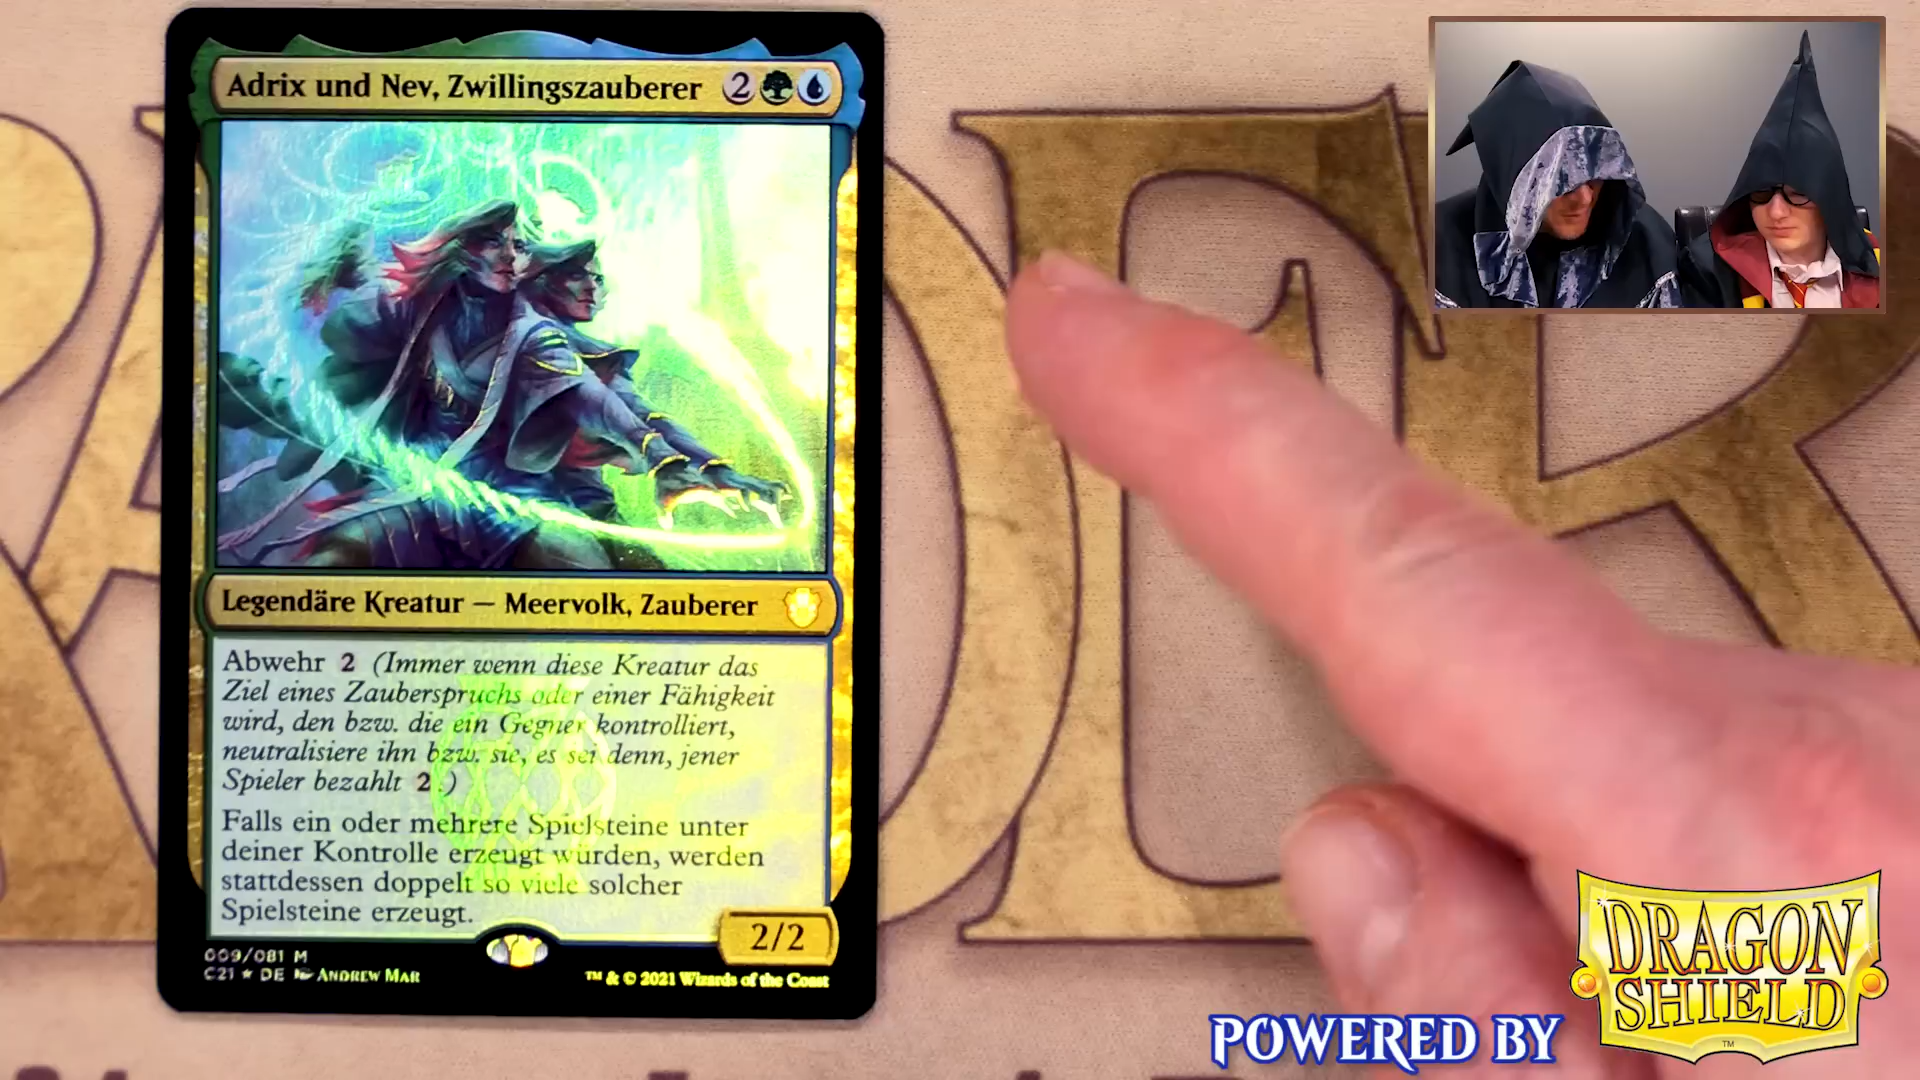 Adrix und Nev, Zwillingszauberer 2
Legendäre Kreatur — Meervolk, Zauberer
Abwehr 2 (Immer wenn diese Kreatur das
Ziel eines Zauberspruchs oder einer Fähigkeit
wird, den bzw. die ein Gegner kontrolliert,
neutralisiere ihn bzw. sie, es sei denn, jener
Spieler bezahlt 2.)
Falls ein oder mehrere Spielsteine unter
deiner Kontrolle erzeugt würden, werden
stattdessen doppelt so viele solcher
Spielsteine erzeugt.
2/2
009/081 M
C21 ★ DE Andrew Mar
™ & © 2021 Wizards of the Coast
POWERED BY
DRAGON
SHIELD
TM